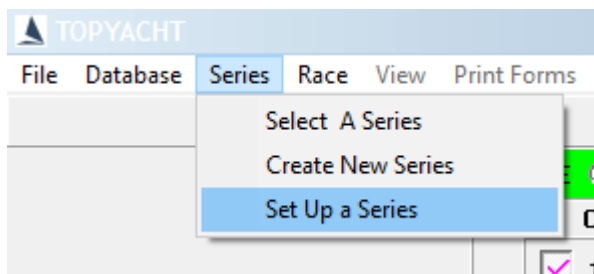 TOPYACHT
File Database Series Race View Print Forms
Select A Series
Create New Series
Set Up a Series